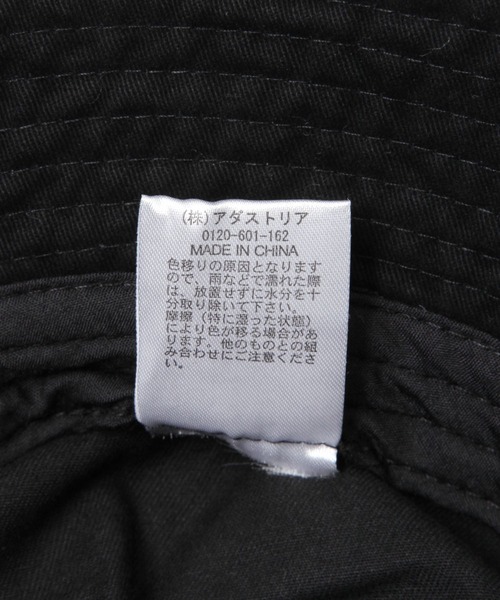 (株)アダストリア
0120-601-162
MADE IN CHINA
色移りの原因となります
ので、雨などで濡れた際に
は、放置せずに水分を十
分取り除いて下さい。
摩擦(特に湿った状態)
により色が移る場合があ
ります。他のものとの組
み合わせにご注意くださ
い。